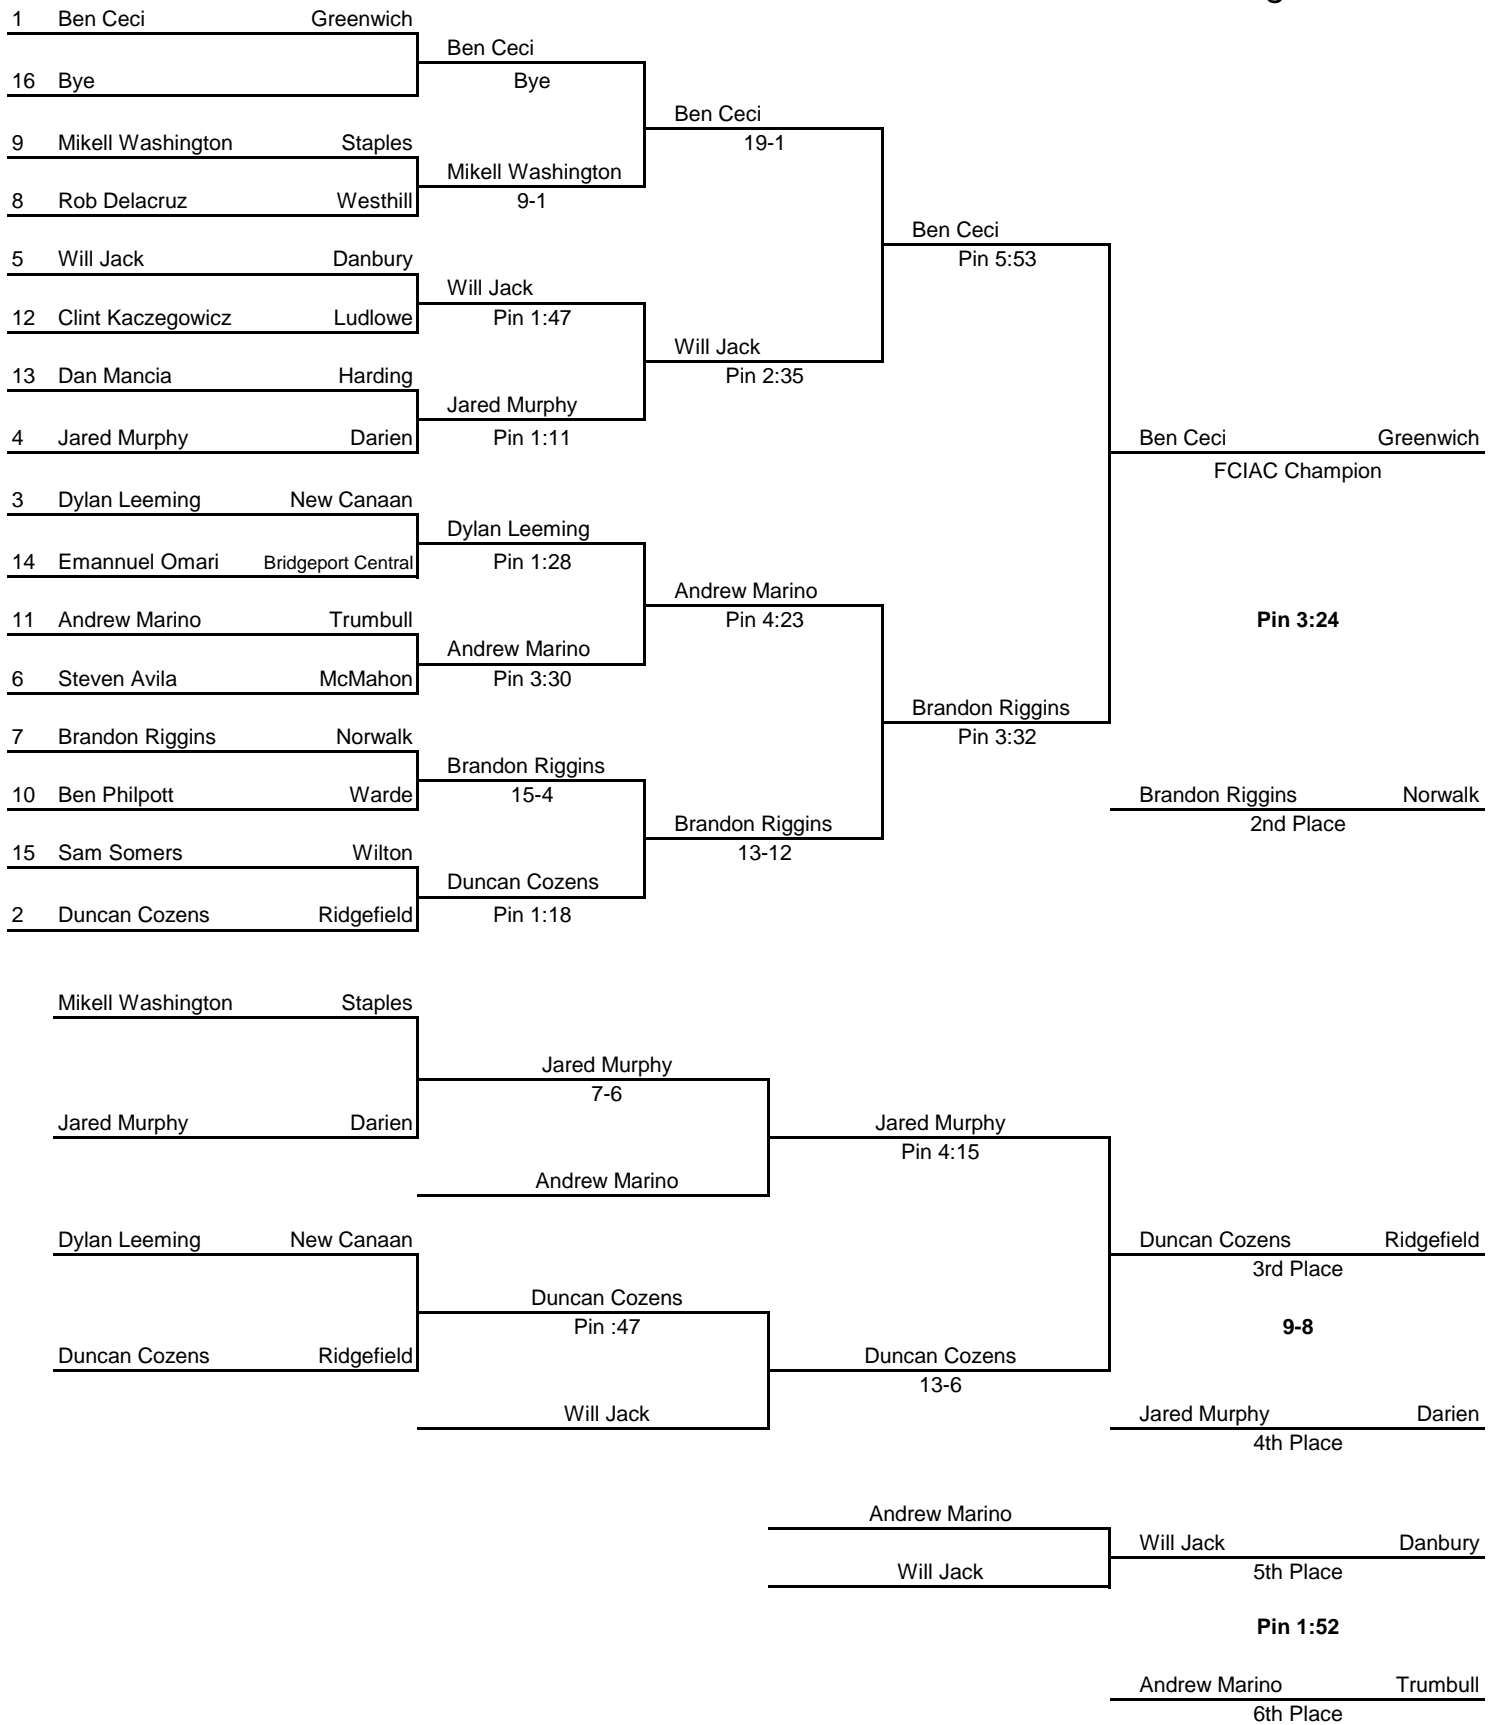 1 Ben Ceci Greenwich
Ben Ceci
16 Bye
Bye
Ben Ceci
9 Mikell Washington Staples
19-1
Mikell Washington
8 Rob Delacruz Westhill
9-1
Ben Ceci
5 Will Jack Danbury
Pin 5:53
Will Jack
12 Clint Kaczegowicz Ludlowe
Pin 1:47
Will Jack
13 Dan Mancia Harding
Pin 2:35
Jared Murphy
4 Jared Murphy Darien
Pin 1:11
Ben Ceci Greenwich
FCIAC Champion
3 Dylan Leeming New Canaan
Dylan Leeming
14 Emannuel Omari Bridgeport Central
Pin 1:28
Andrew Marino
11 Andrew Marino Trumbull
Pin 4:23
Pin 3:24
Andrew Marino
6 Steven Avila McMahon
Pin 3:30
Brandon Riggins
7 Brandon Riggins Norwalk
Pin 3:32
Brandon Riggins
10 Ben Philpott Warde
15-4
Brandon Riggins Norwalk
2nd Place
Brandon Riggins
15 Sam Somers Wilton
13-12
Duncan Cozens
2 Duncan Cozens Ridgefield
Pin 1:18
Mikell Washington Staples
Jared Murphy
7-6
Jared Murphy Darien
Jared Murphy
Pin 4:15
Andrew Marino
Dylan Leeming New Canaan
Duncan Cozens Ridgefield
3rd Place
Duncan Cozens
Pin :47
9-8
Duncan Cozens Ridgefield
Duncan Cozens
13-6
Will Jack
Jared Murphy Darien
4th Place
Andrew Marino
Will Jack Danbury
Will Jack
5th Place
Pin 1:52
Andrew Marino Trumbull
6th Place